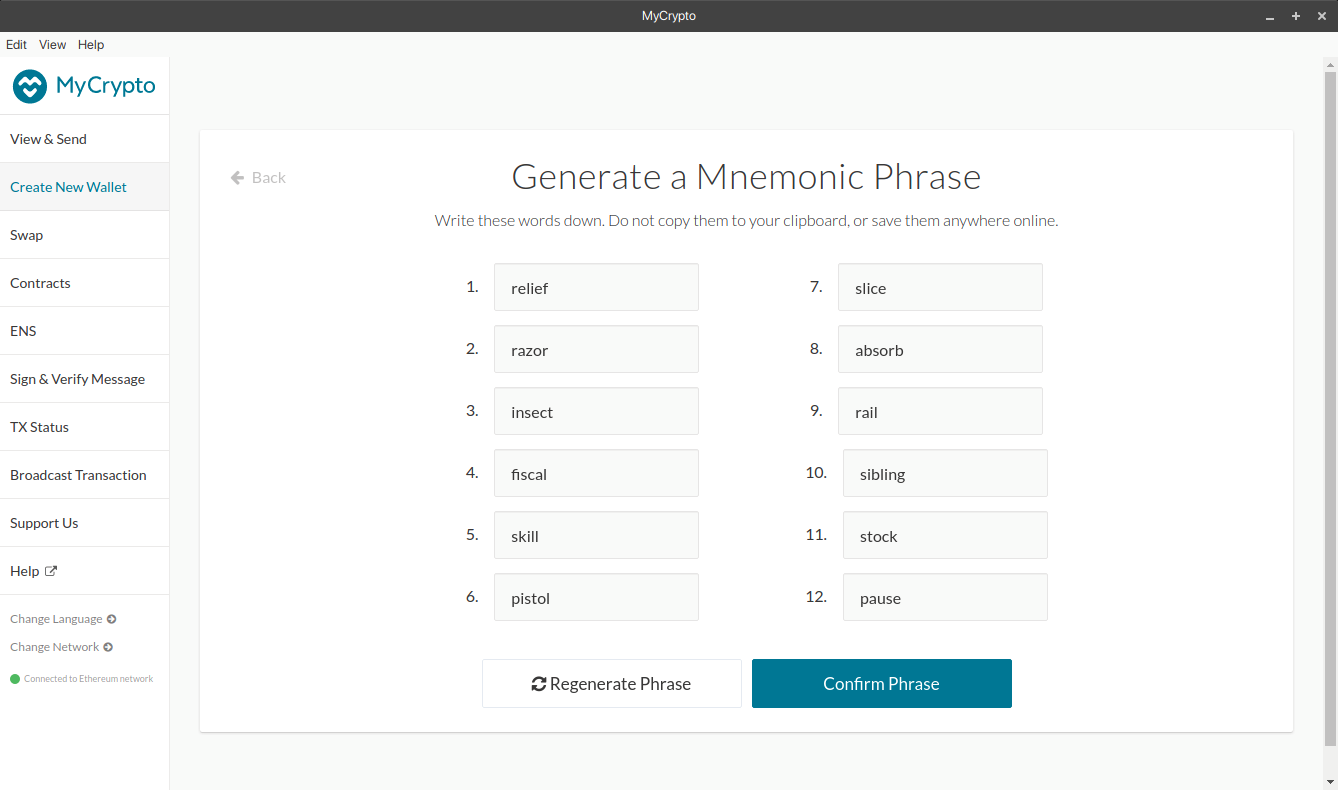 MyCrypto
Edit View Help
MyCrypto
View & Send
Create New Wallet
Swap
Contracts
ENS
Sign & Verify Message
TX Status
Broadcast Transaction
Support Us
Help
Change Language
Change Network
Connected to Ethereum network
Back
Generate a Mnemonic Phrase
Write these words down. Do not copy them to your clipboard, or save them anywhere online.
1. relief
2. razor
3. insect
4. fiscal
5. skill
6. pistol
7. slice
8. absorb
9. rail
10. sibling
11. stock
12. pause
Regenerate Phrase
Confirm Phrase